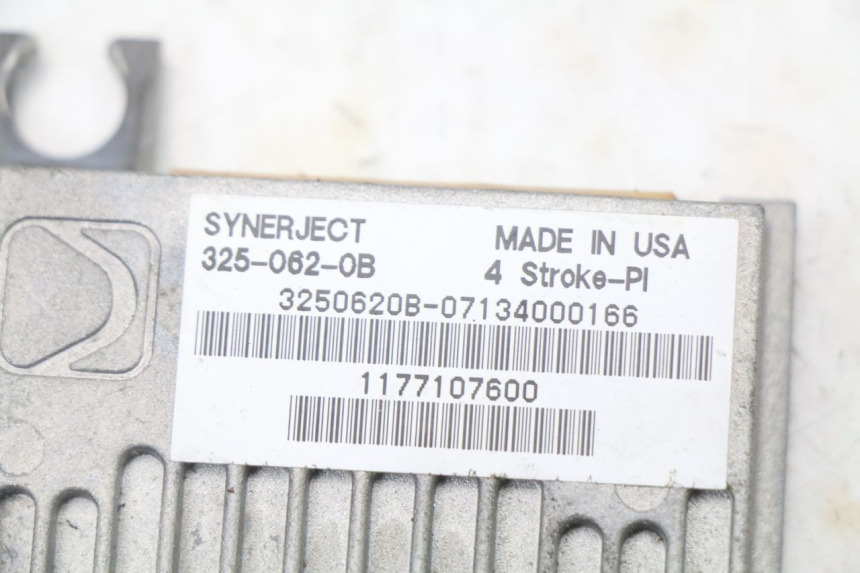 SYNERJECT MADE IN USA
325-062-0B 4 Stroke-PI
3250620B-07134000166
1177107600